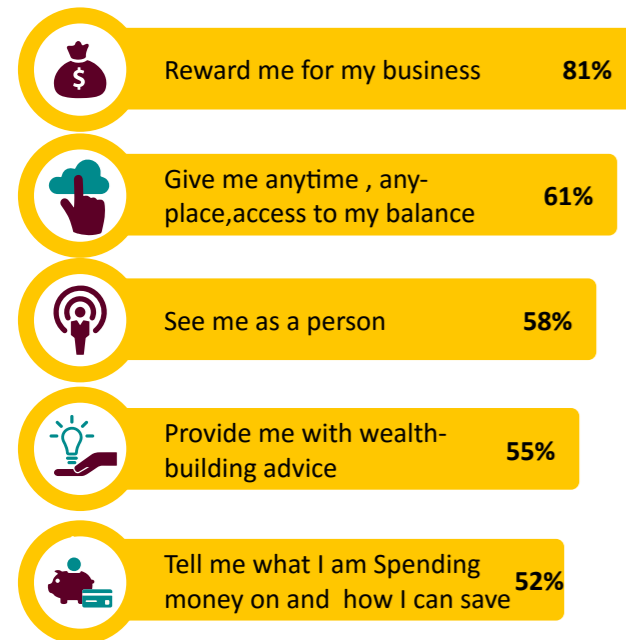 Reward me for my business 81%
Give me anytime , any-
place,access to my balance 61%
See me as a person 58%
Provide me with wealth-
building advice 55%
Tell me what I am Spending
money on and  how I can save 52%
$